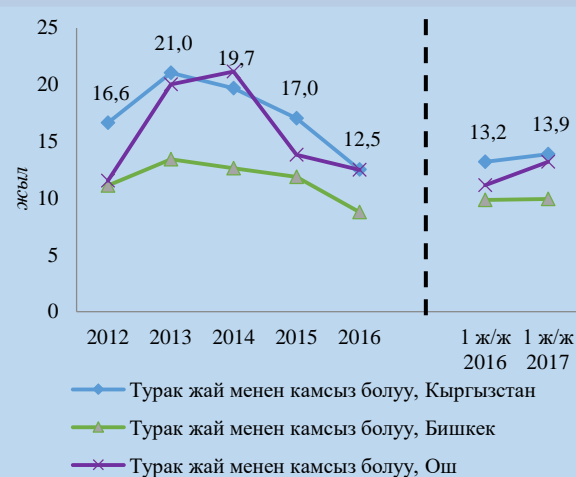 25
20
15
10
5
0
жыл
16,6
21,0
19,7
17,0
12,5
13,2
13,9
2012 2013 2014 2015 2016
1 ж/ж 1 ж/ж
2016 2017
Турак жай менен камсыз болуу, Кыргызстан
Турак жай менен камсыз болуу, Бишкек
Турак жай менен камсыз болуу, Ош